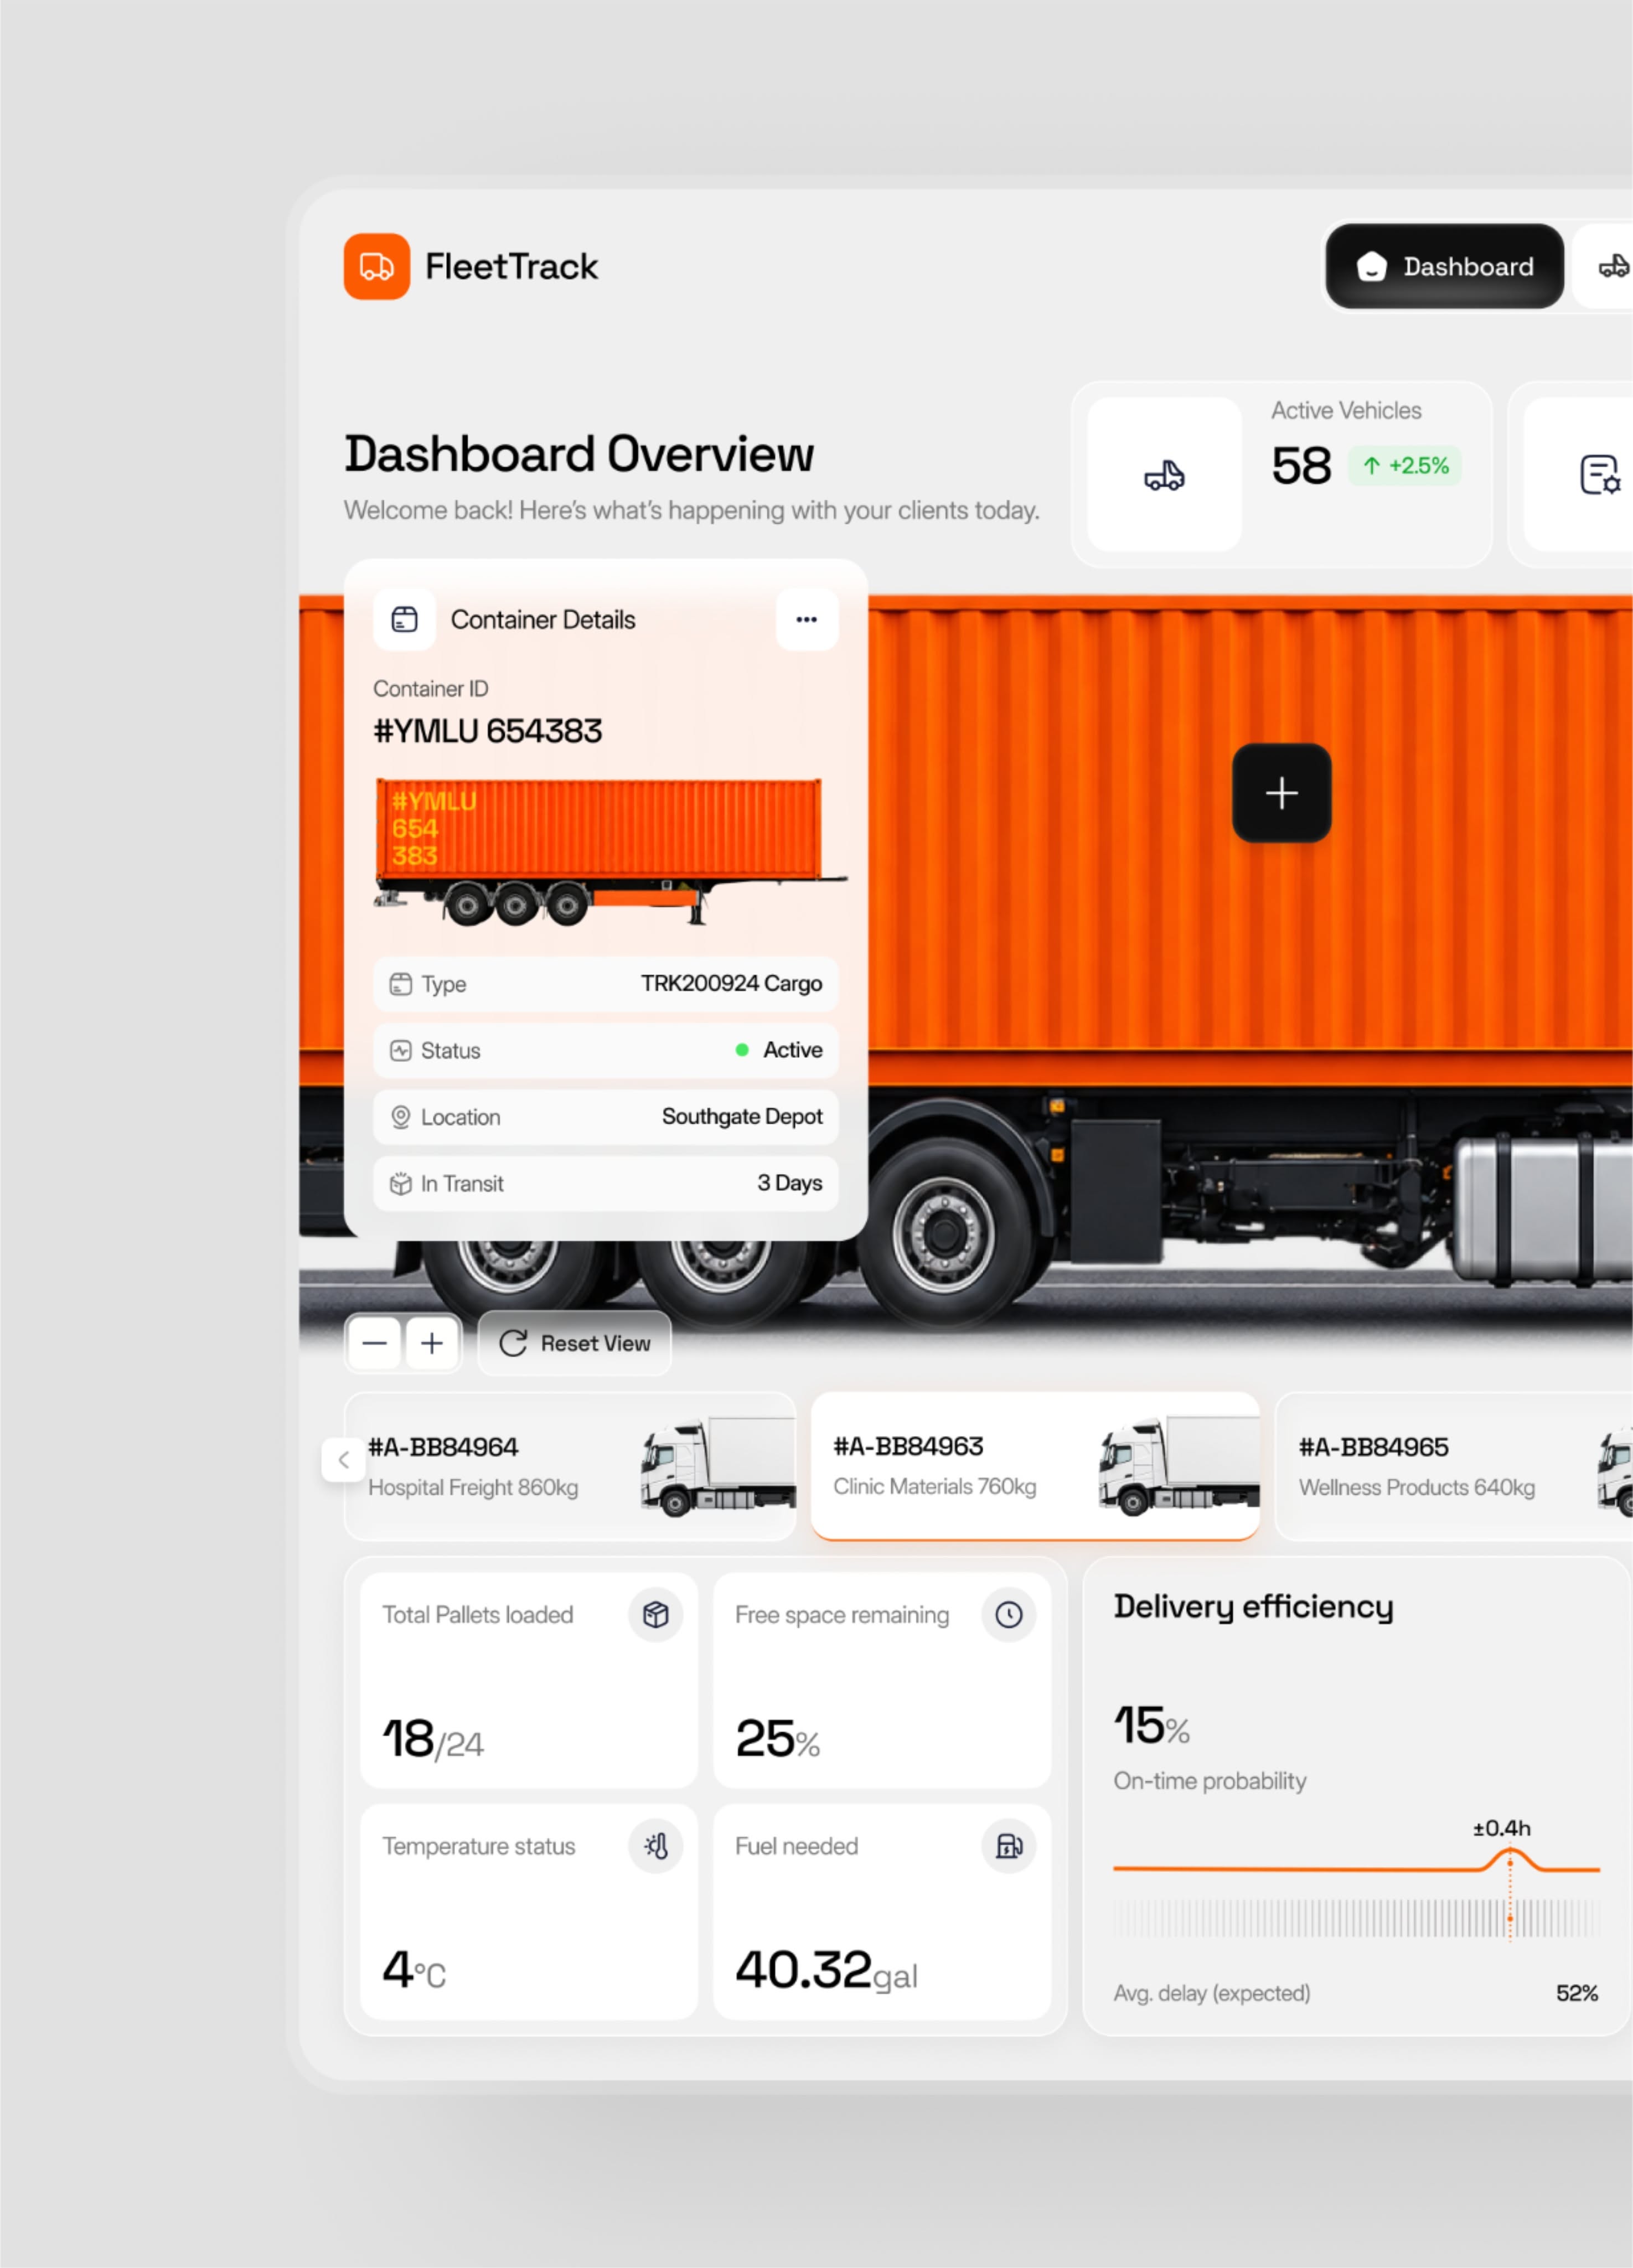 FleetTrack
Dashboard
Dashboard Overview
Welcome back! Here's what's happening with your clients today.
Active Vehicles
58
+2.5%
Container Details
Container ID
#YMLU 654383
#YMLU
654
383
Type
TRK200924 Cargo
Status
Active
Location
Southgate Depot
In Transit
3 Days
Reset View
#A-BB84964
Hospital Freight 860kg
#A-BB84963
Clinic Materials 760kg
#A-BB84965
Wellness Products 640kg
Total Pallets loaded
18/24
Free space remaining
25%
Temperature status
4°C
Fuel needed
40.32gal
Delivery efficiency
15%
On-time probability
±0.4h
Avg. delay (expected)
52%